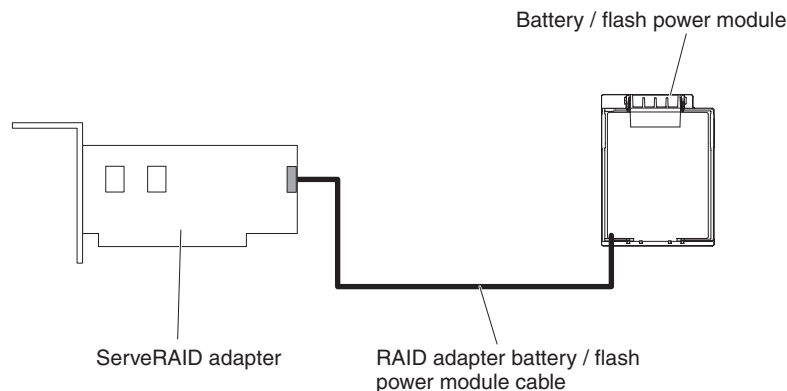 Battery / flash power module
ServeRAID adapter
RAID adapter battery / flash
power module cable